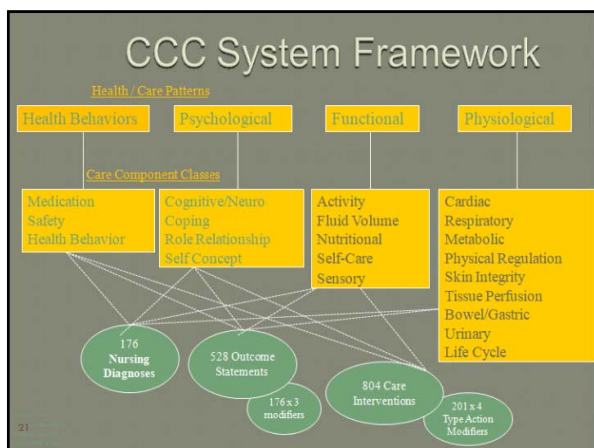 CCC System Framework
Health / Care Patterns
Health Behaviors
Psychological
Functional
Physiological
Care Component Classes
Medication
Safety
Health Behavior
Cognitive/Neuro
Coping
Role Relationship
Self Concept
Activity
Fluid Volume
Nutritional
Self-Care
Sensory
Cardiac
Respiratory
Metabolic
Physical Regulation
Skin Integrity
Tissue Perfusion
Bowel/Gastric
Urinary
Life Cycle
176
Nursing
Diagnoses
528 Outcome
Statements
176 x 3
modifiers
804 Care
Interventions
201 x 4
Type Action
Modifiers
21